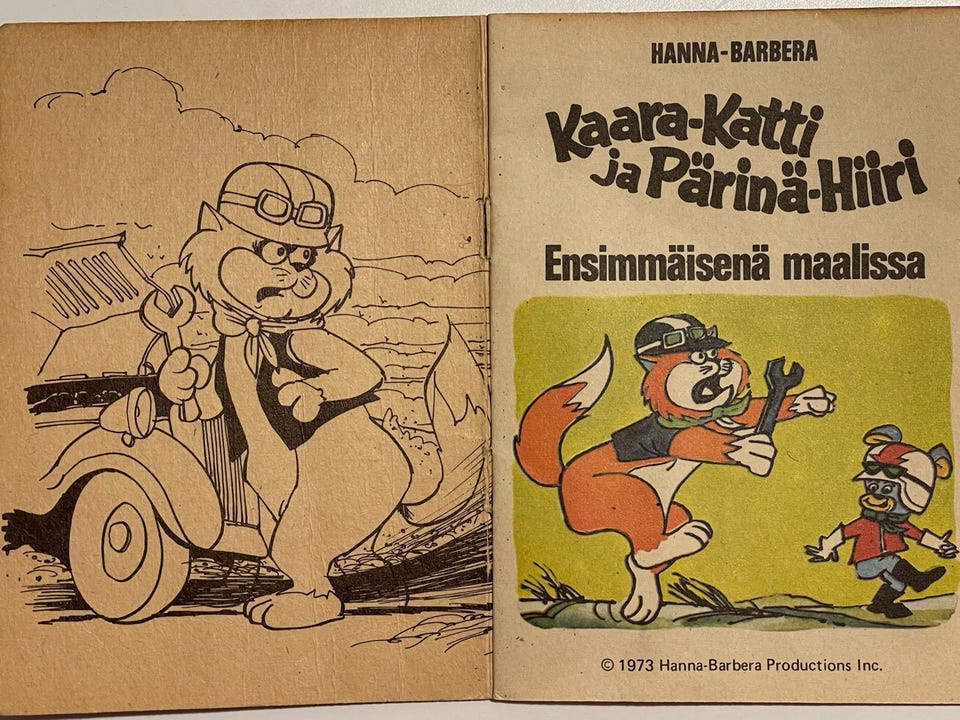 HANNA-BARBERA
Kaara-Katti
ja Pärinä-Hiiri
Ensimmäisenä maalissa
© 1973 Hanna-Barbera Productions Inc.